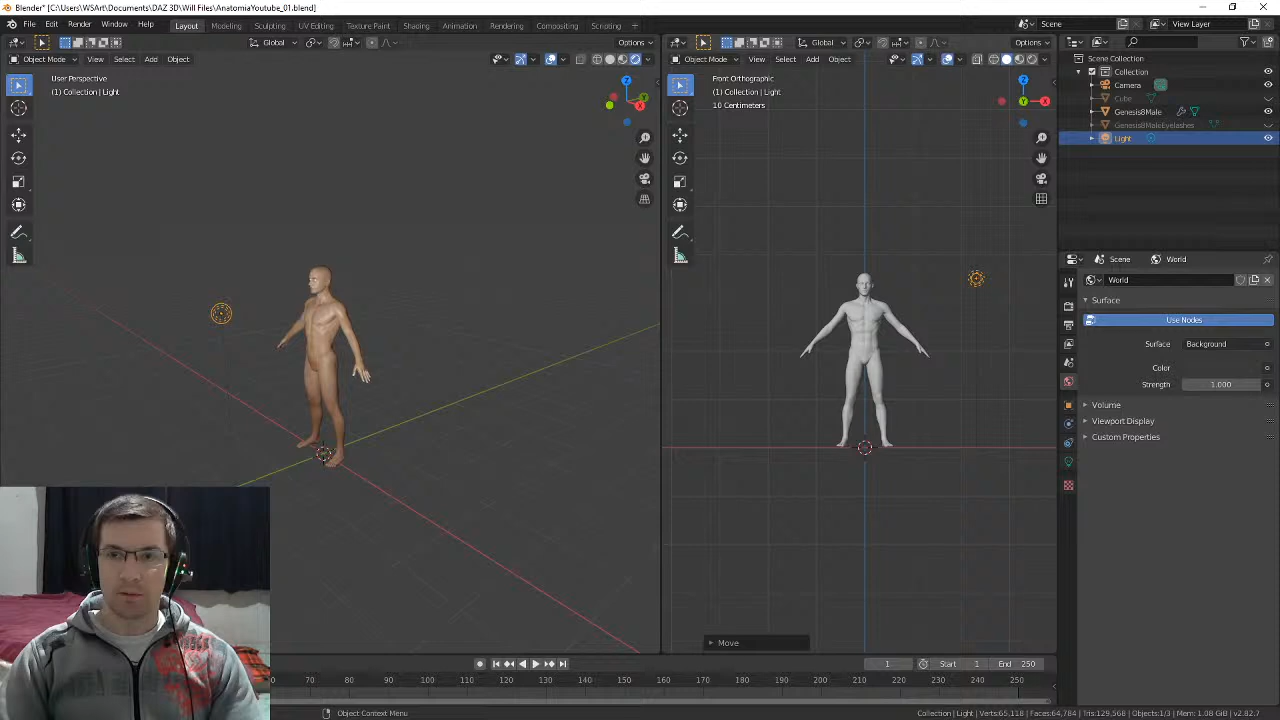 Blender* [C:\Users\WSArt\Documents\DAZ 3D\Will Files\AnatomiaYoutube_01.blend]
File Edit Render Window Help Layout Modeling Sculpting UV Editing Texture Paint Shading Animation Rendering Compositing Scripting + Scene View Layer
Global Options
Object Mode View Select Add Object
User Perspective
(1) Collection | Light
Global Options
Object Mode View Select Add Object
Front Orthographic
(1) Collection | Light
10 Centimeters
Z
Y
X
Z
Y
X
Move
Scene Collection
Collection
Camera
Cube
Genesis8Male
Genesis8MaleEyelashes
Light
Scene World
World
Surface
Use Nodes
Surface Background
Color
Strength 1.000
Volume
Viewport Display
Custom Properties
1 Start 1 End 250
60 70 80 90 100 110 120 130 140 150 160 170 180 190 200 210 220 230 240 250
Object Context Menu
Collection | Light | Verts:65,118 | Faces:64,784 | Tris:129,568 | Objects:1/3 | Mem: 1.08 GiB | v2.82.7